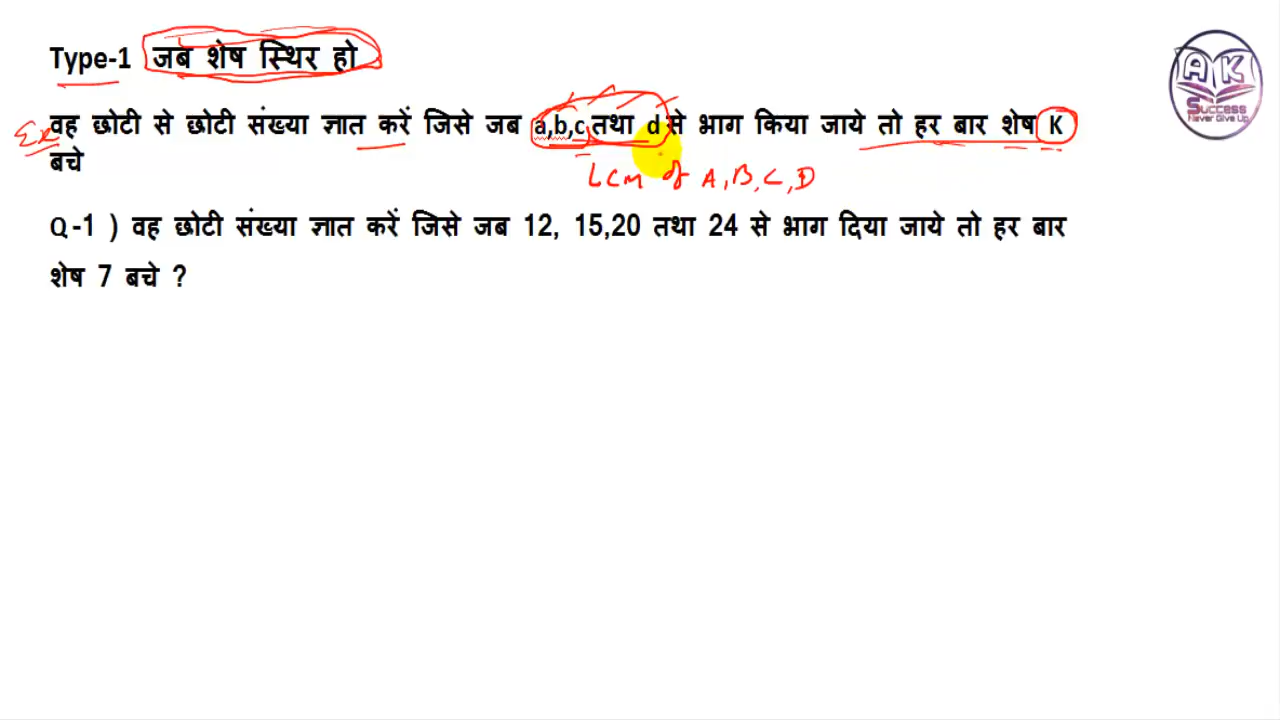 Type-1 जब शेष स्थिर हो
Ex वह छोटी से छोटी संख्या ज्ञात करें जिसे जब a,b,c तथा d से भाग किया जाये तो हर बार शेष K
बचे
LCM of A, B, C, D
Q -1 ) वह छोटी संख्या ज्ञात करें जिसे जब 12, 15,20 तथा 24 से भाग दिया जाये तो हर बार
शेष 7 बचे ?
AK
Success
Never Give Up